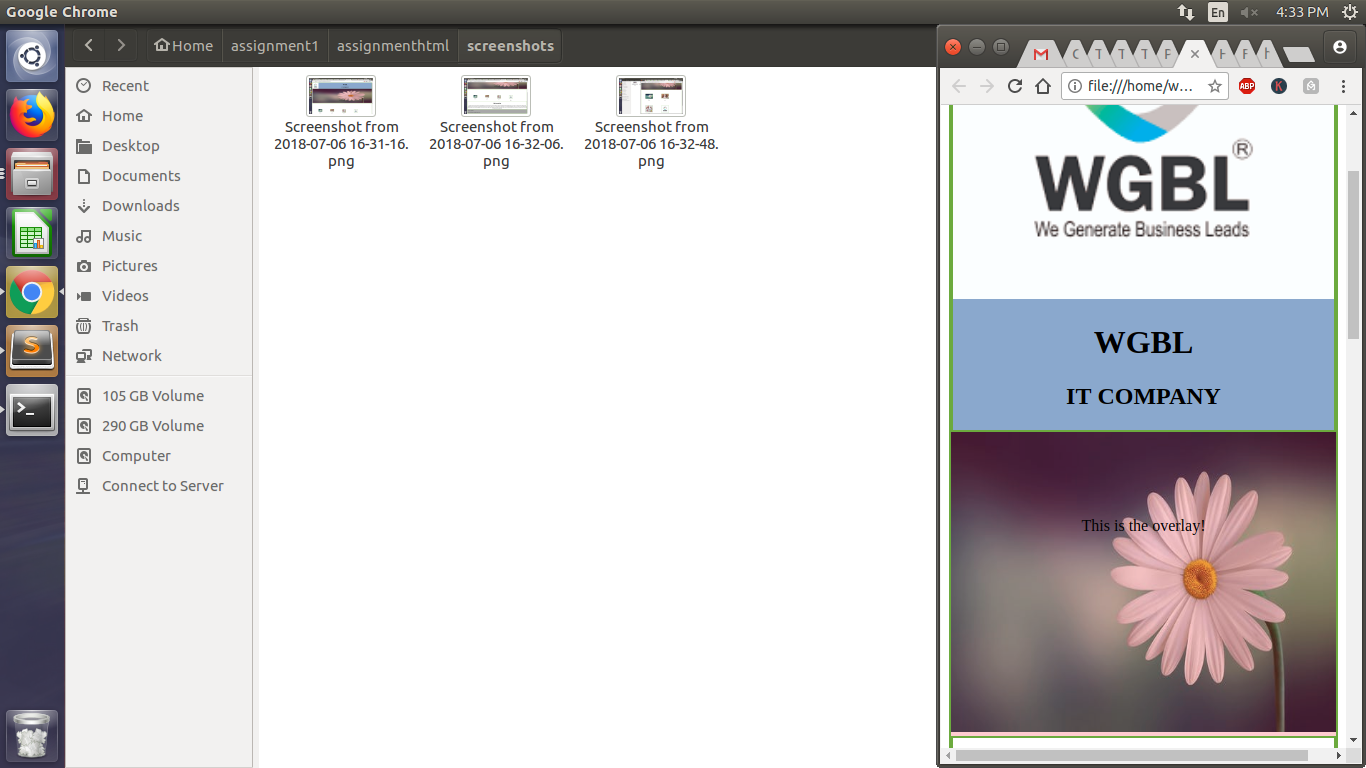 Google Chrome
En
4:33 PM
Home
assignment1
assignmenthtml
screenshots
Recent
Home
Desktop
Documents
Downloads
Music
Pictures
Videos
Trash
Network
105 GB Volume
290 GB Volume
Computer
Connect to Server
Screenshot from
2018-07-06 16-31-16.
png
Screenshot from
2018-07-06 16-32-06.
png
Screenshot from
2018-07-06 16-32-48.
png
file:///home/w...
ABP
K
WGBL®
We Generate Business Leads
WGBL
IT COMPANY
This is the overlay!